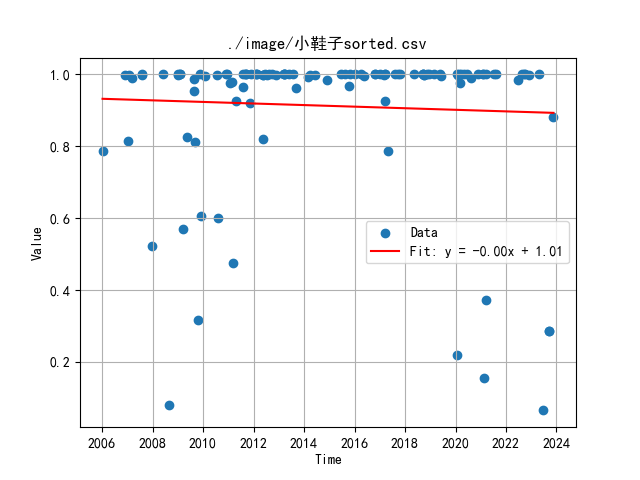 ./image/小鞋子sorted.csv
1.0
0.8
0.6
0.4
0.2
Value
Data
Fit: y = -0.00x + 1.01
2006 2008 2010 2012 2014 2016 2018 2020 2022 2024
Time